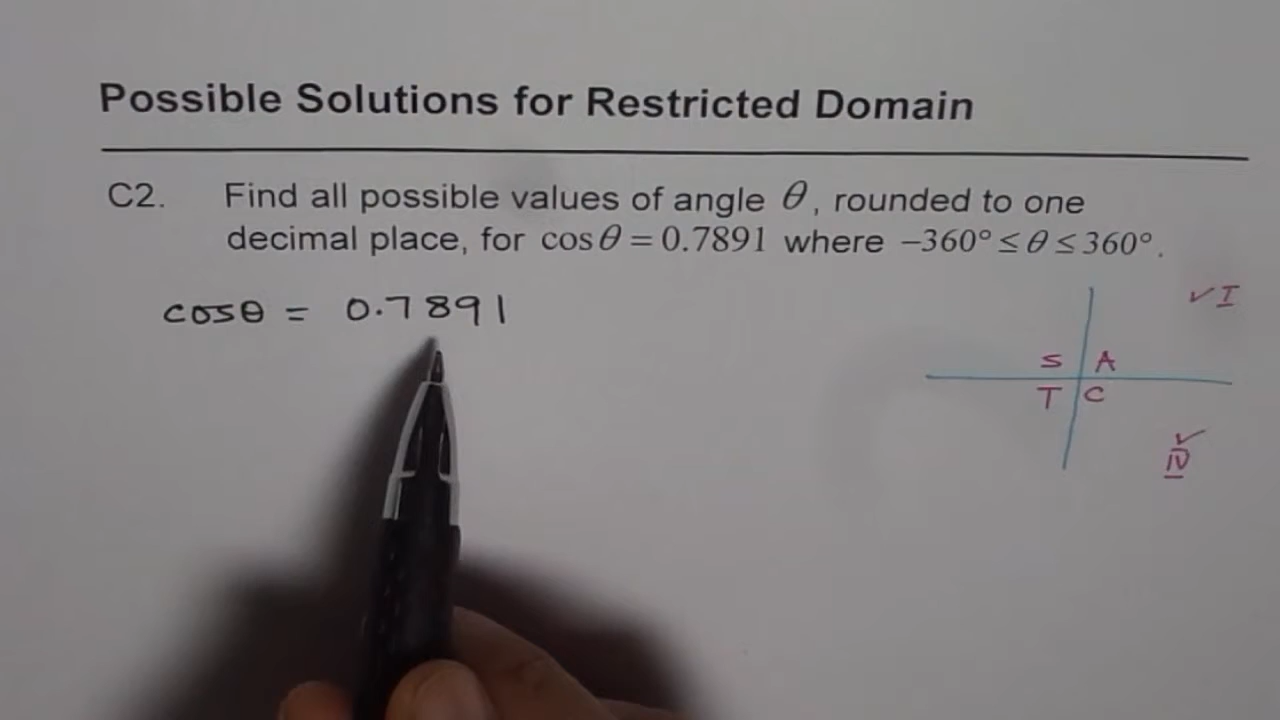 Possible Solutions for Restricted Domain
C2. Find all possible values of angle θ, rounded to one
decimal place, for cos θ = 0.7891 where −360° ≤ θ ≤ 360°.
cosθ = 0.7891
✓ I
S A
T C
✓
IV